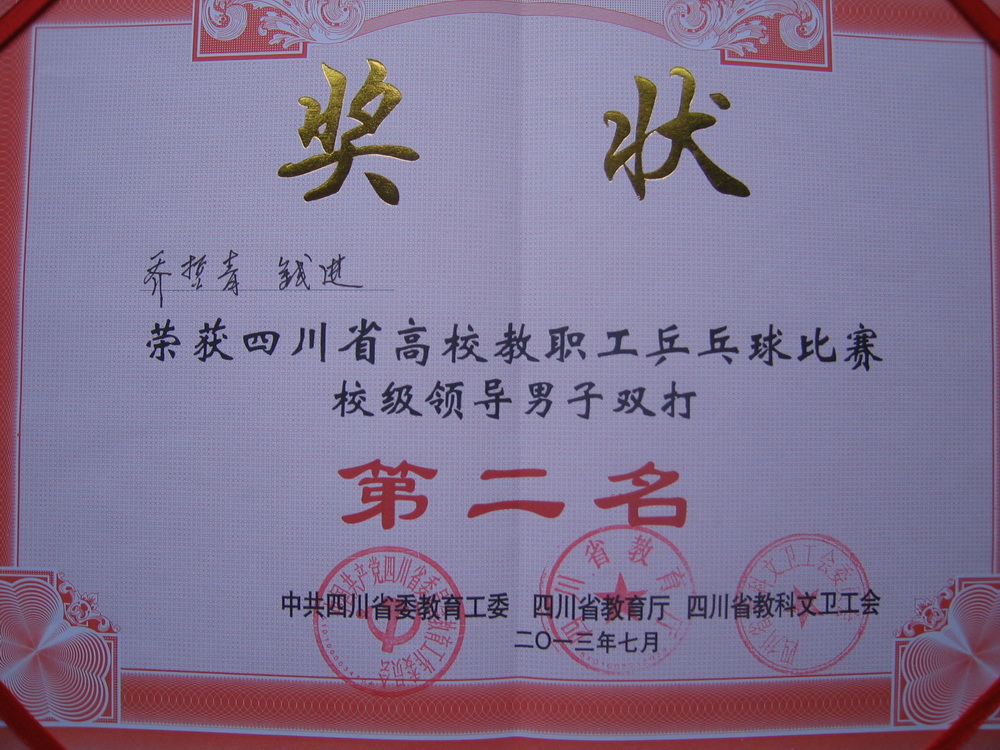 奖状
乔哲青 钱进
荣获四川省高校教职工乒乓球比赛
校级领导男子双打
第二名
中共四川省委教育工委 四川省教育厅 四川省教科文卫工会
二〇一三年七月